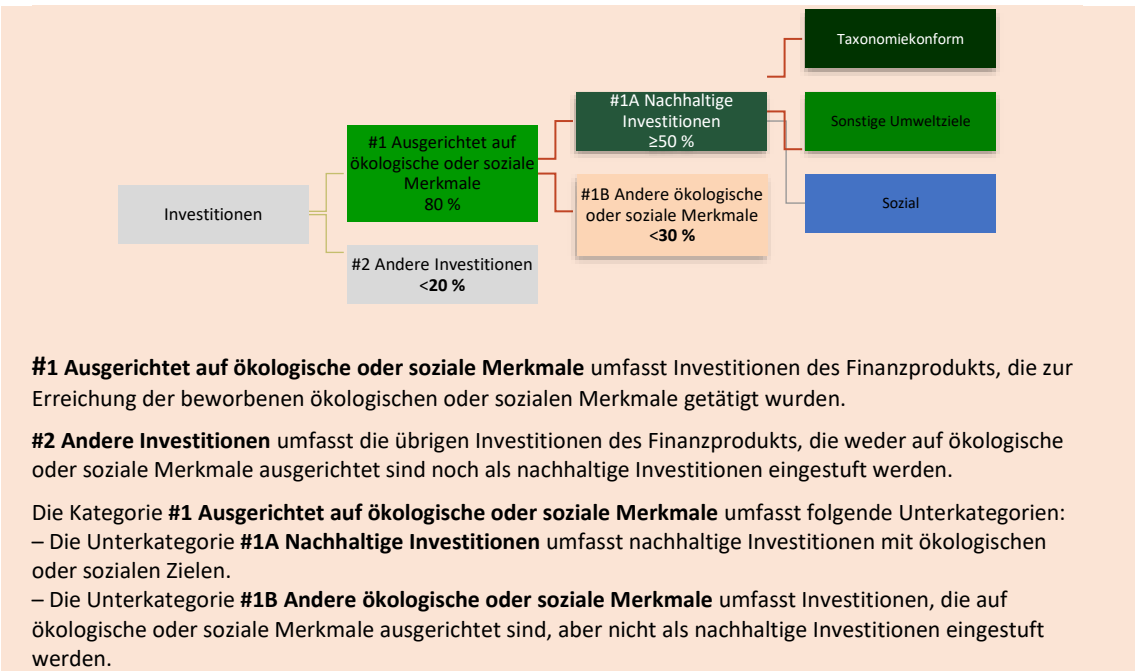 Taxonomiekonform
#1A Nachhaltige
Investitionen
≥50 %
Sonstige Umweltziele
#1 Ausgerichtet auf
ökologische oder soziale
Merkmale
80 %
#1B Andere ökologische
oder soziale Merkmale
<30 %
Sozial
Investitionen
#2 Andere Investitionen
<20 %
#1 Ausgerichtet auf ökologische oder soziale Merkmale umfasst Investitionen des Finanzprodukts, die zur
Erreichung der beworbenen ökologischen oder sozialen Merkmale getätigt wurden.
#2 Andere Investitionen umfasst die übrigen Investitionen des Finanzprodukts, die weder auf ökologische
oder soziale Merkmale ausgerichtet sind noch als nachhaltige Investitionen eingestuft werden.
Die Kategorie #1 Ausgerichtet auf ökologische oder soziale Merkmale umfasst folgende Unterkategorien:
– Die Unterkategorie #1A Nachhaltige Investitionen umfasst nachhaltige Investitionen mit ökologischen
oder sozialen Zielen.
– Die Unterkategorie #1B Andere ökologische oder soziale Merkmale umfasst Investitionen, die auf
ökologische oder soziale Merkmale ausgerichtet sind, aber nicht als nachhaltige Investitionen eingestuft
werden.